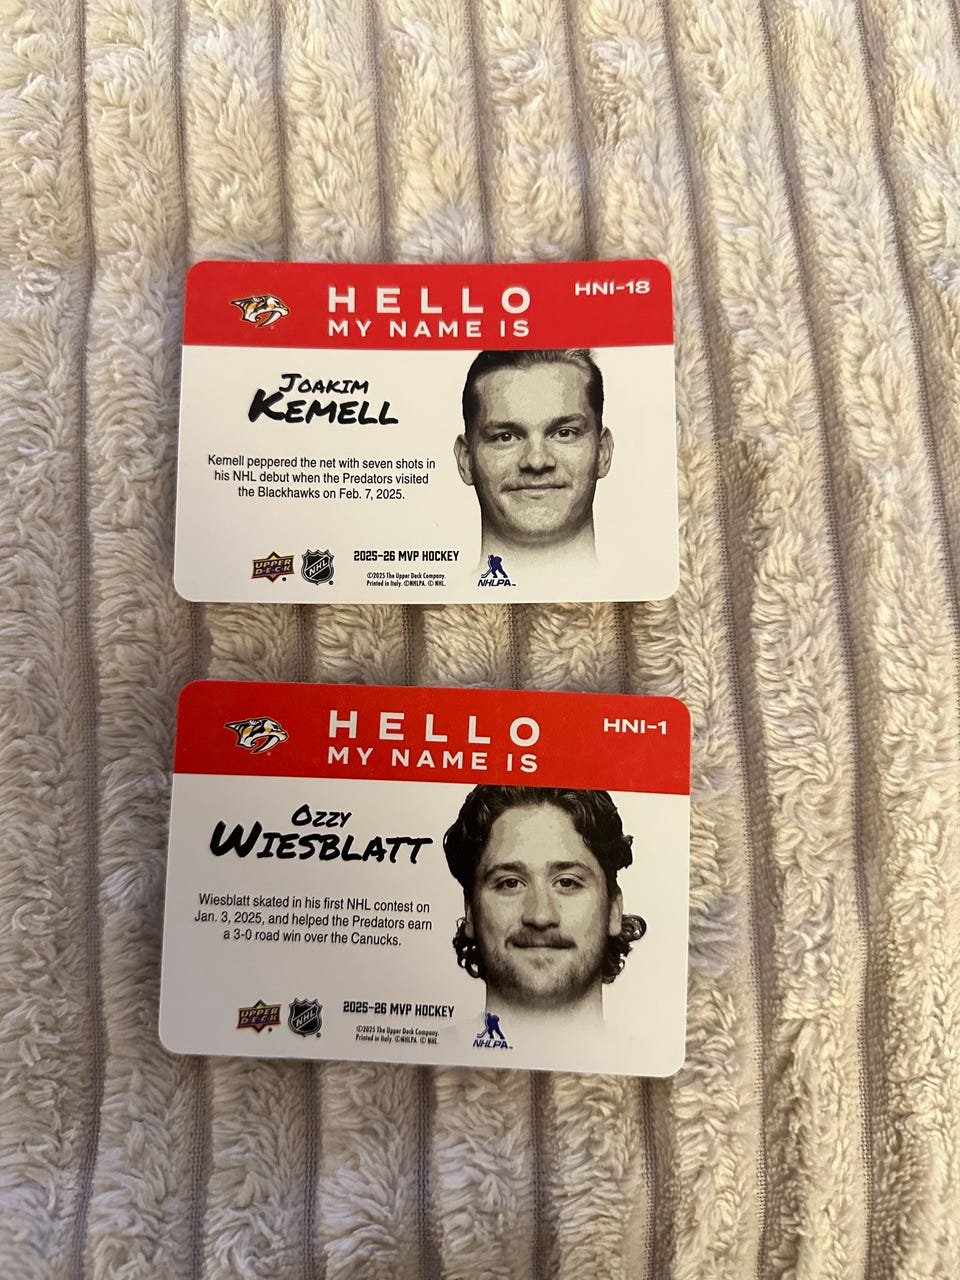 HELLO
MY NAME IS
HNI-18
JOAKIM
KEMELL
Kemell peppered the net with seven shots in
his NHL debut when the Predators visited
the Blackhawks on Feb. 7, 2025.
UPPER
D·E·C·K
NHL
2025-26 MVP HOCKEY
©2025 The Upper Deck Company.
Printed in Italy. ©NHLPA. © NHL.
NHLPA
HELLO
MY NAME IS
HNI-1
OZZY
WIESBLATT
Wiesblatt skated in his first NHL contest on
Jan. 3, 2025, and helped the Predators earn
a 3-0 road win over the Canucks.
UPPER
D·E·C·K
NHL
2025-26 MVP HOCKEY
©2025 The Upper Deck Company.
Printed in Italy. ©NHLPA. © NHL.
NHLPA